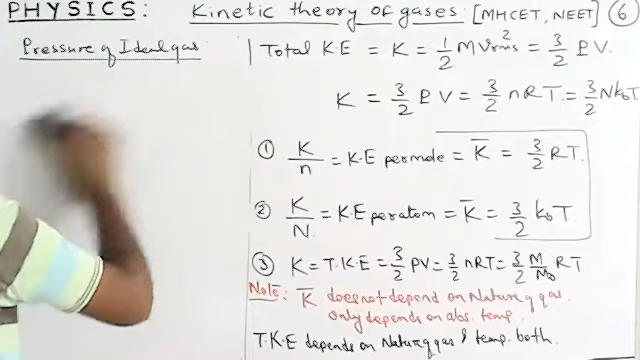 PHYSICS: Kinetic theory of gases: [MHCET, NEET] ⑥
Pressure of Ideal gas
Total KE = K = 1/2 M Vrms² = 3/2 PV.
K = 3/2 PV = 3/2 nRT = 3/2 NkbT
① K/n = K.E per mole = K̅ = 3/2 RT.
② K/N = K.E per atom = K̅ = 3/2 kbT
③ K = T.K.E = 3/2 PV = 3/2 nRT = 3/2 M/M₀ RT
Note: K̅ does not depend on Nature of gas.
only depends on abs. temp.
T.K.E depends on Nature of gas & temp. both.